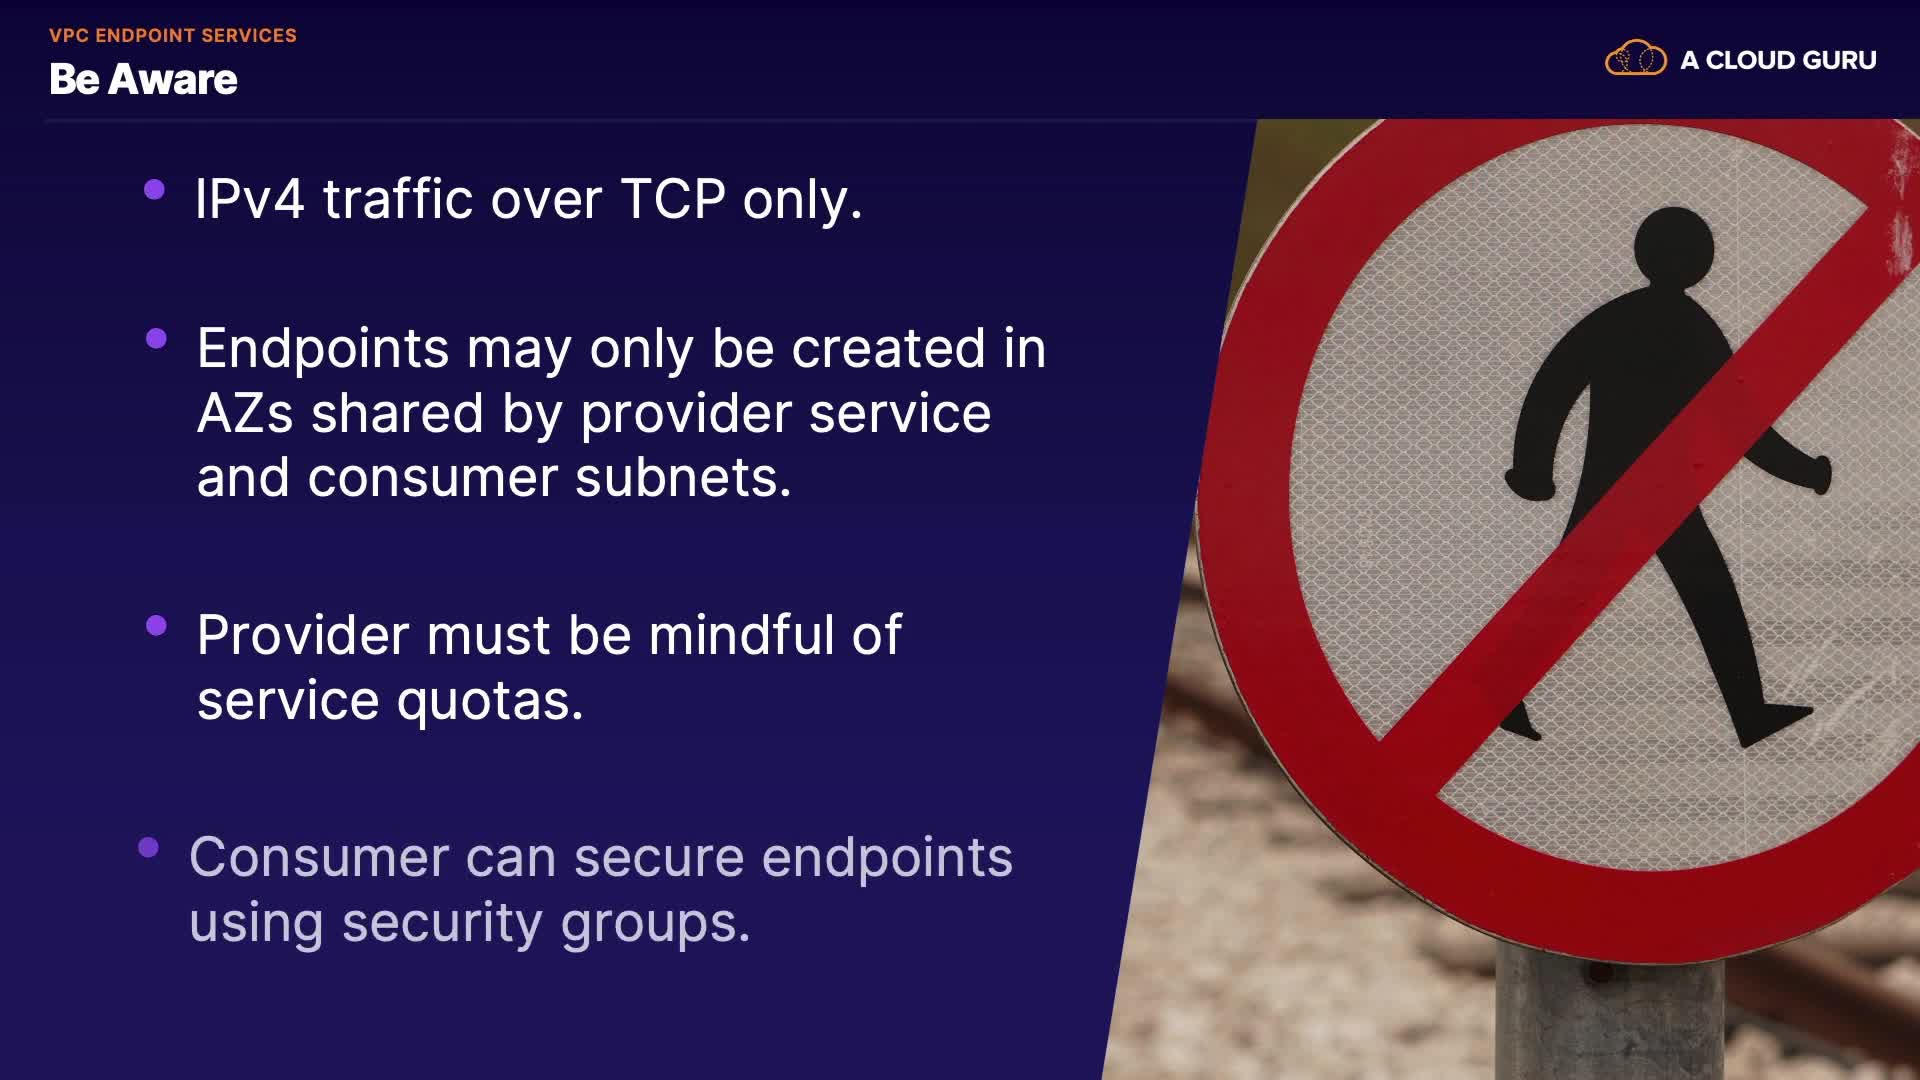 VPC ENDPOINT SERVICES
Be Aware
A CLOUD GURU
• IPv4 traffic over TCP only.
• Endpoints may only be created in
AZs shared by provider service
and consumer subnets.
• Provider must be mindful of
service quotas.
• Consumer can secure endpoints
using security groups.